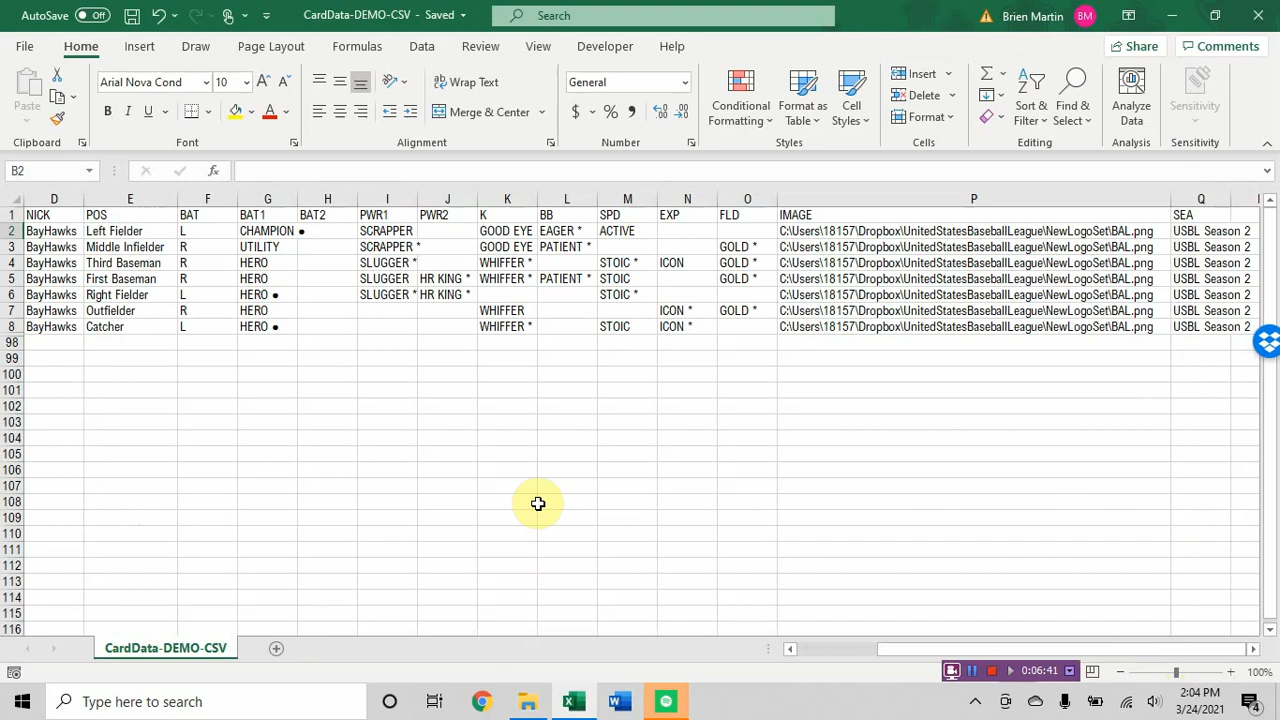 AutoSave Off CardData-DEMO-CSV - Saved Search Brien Martin BM
File Home Insert Draw Page Layout Formulas Data Review View Developer Help Share Comments
Paste Arial Nova Cond 10 A A Wrap Text General Insert Σ
B I U A Merge & Center $ % , Conditional Formatting Format as Table Cell Styles Delete Format Sort & Filter Find & Select Analyze Data Sensitivity
Clipboard Font Alignment Number Styles Cells Editing Analysis Sensitivity
B2 fx
D E F G H I J K L M N O P Q
1 NICK POS BAT BAT1 BAT2 PWR1 PWR2 K BB SPD EXP FLD IMAGE SEA
2 BayHawks Left Fielder L CHAMPION ● SCRAPPER GOOD EYE EAGER * ACTIVE C:\Users\18157\Dropbox\UnitedStatesBaseballLeague\NewLogoSet\BAL.png USBL Season 2
3 BayHawks Middle Infielder R UTILITY SCRAPPER * GOOD EYE PATIENT * GOLD * C:\Users\18157\Dropbox\UnitedStatesBaseballLeague\NewLogoSet\BAL.png USBL Season 2
4 BayHawks Third Baseman R HERO SLUGGER * WHIFFER * STOIC * ICON GOLD * C:\Users\18157\Dropbox\UnitedStatesBaseballLeague\NewLogoSet\BAL.png USBL Season 2
5 BayHawks First Baseman R HERO SLUGGER HR KING * WHIFFER * PATIENT * STOIC GOLD * C:\Users\18157\Dropbox\UnitedStatesBaseballLeague\NewLogoSet\BAL.png USBL Season 2
6 BayHawks Right Fielder L HERO ● SLUGGER * HR KING * STOIC * C:\Users\18157\Dropbox\UnitedStatesBaseballLeague\NewLogoSet\BAL.png USBL Season 2
7 BayHawks Outfielder R HERO WHIFFER ICON * GOLD * C:\Users\18157\Dropbox\UnitedStatesBaseballLeague\NewLogoSet\BAL.png USBL Season 2
8 BayHawks Catcher L HERO ● WHIFFER * STOIC ICON * C:\Users\18157\Dropbox\UnitedStatesBaseballLeague\NewLogoSet\BAL.png USBL Season 2
98
99
100
101
102
103
104
105
106
107
108
109
110
111
112
113
114
115
116
CardData-DEMO-CSV
0:06:41 100%
Type here to search 2:04 PM
3/24/2021 4